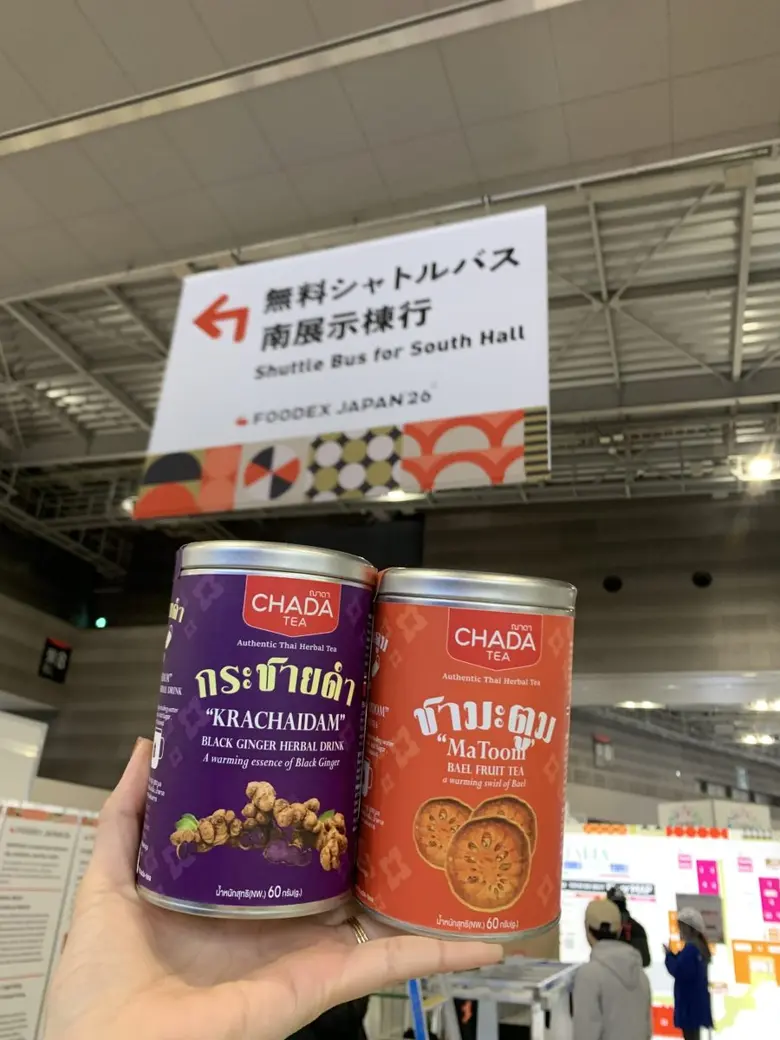 無料シャトルバス
南展示棟行
Shuttle Bus for South Hall
FOODEX JAPAN'26
ฌาดา
CHADA
TEA
Authentic Thai Herbal Tea
กระชายดำ
"KRACHAIDAM"
BLACK GINGER HERBAL DRINK
A warming essence of Black Ginger
น้ำหนักสุทธิ(NW.) 60 กรัม(g.)
ฌาดา
CHADA
TEA
Authentic Thai Herbal Tea
ชามะตูม
"MaToom"
BAEL FRUIT TEA
a warming swirl of Bael
น้ำหนักสุทธิ(NW.) 60 กรัม(g.)